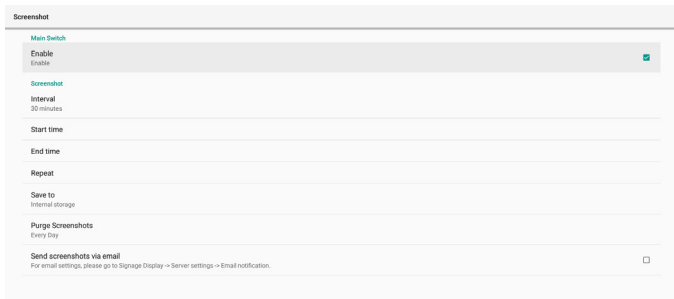 Screenshot
Main Switch
Enable
Enable
Screenshot
Interval
30 minutes
Start time
End time
Repeat
Save to
Internal storage
Purge Screenshots
Every Day
Send screenshots via email
For email settings, please go to Signage Display -> Server settings -> Email notification.